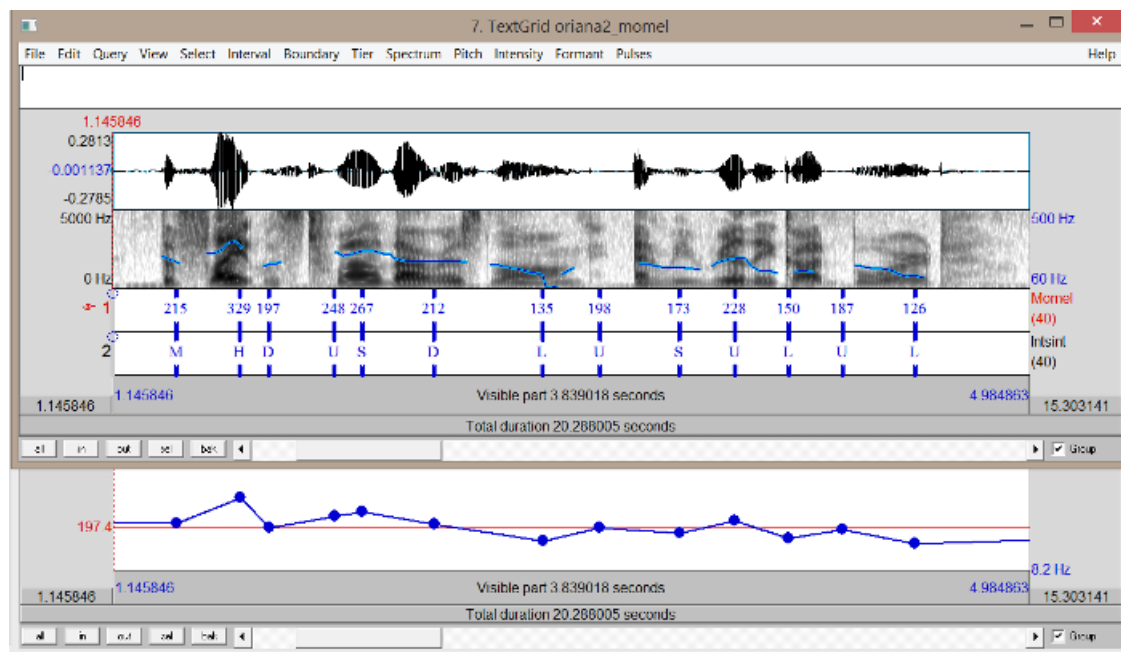 7. TextGrid oriana2_momel
File Edit Query View Select Interval Boundary Tier Spectrum Pitch Intensity Formant Pulses Help
1.145846
0.2813
-0.001137
-0.2785
5000 Hz 500 Hz
0 Hz 60 Hz
1 215 329 197 248 267 212 135 198 173 228 150 187 126 Momel
(40)
2 M H D U S D L U S U L U L Intsint
(40)
1.145846 Visible part 3.839018 seconds 4.984863
1.145846 15.303141
Total duration 20.288005 seconds
all in out sel bak Group
197.4
8.2 Hz
1.145846 Visible part 3.839018 seconds 4.984863
1.145846 15.303141
Total duration 20.288005 seconds
all in out sel bak Group